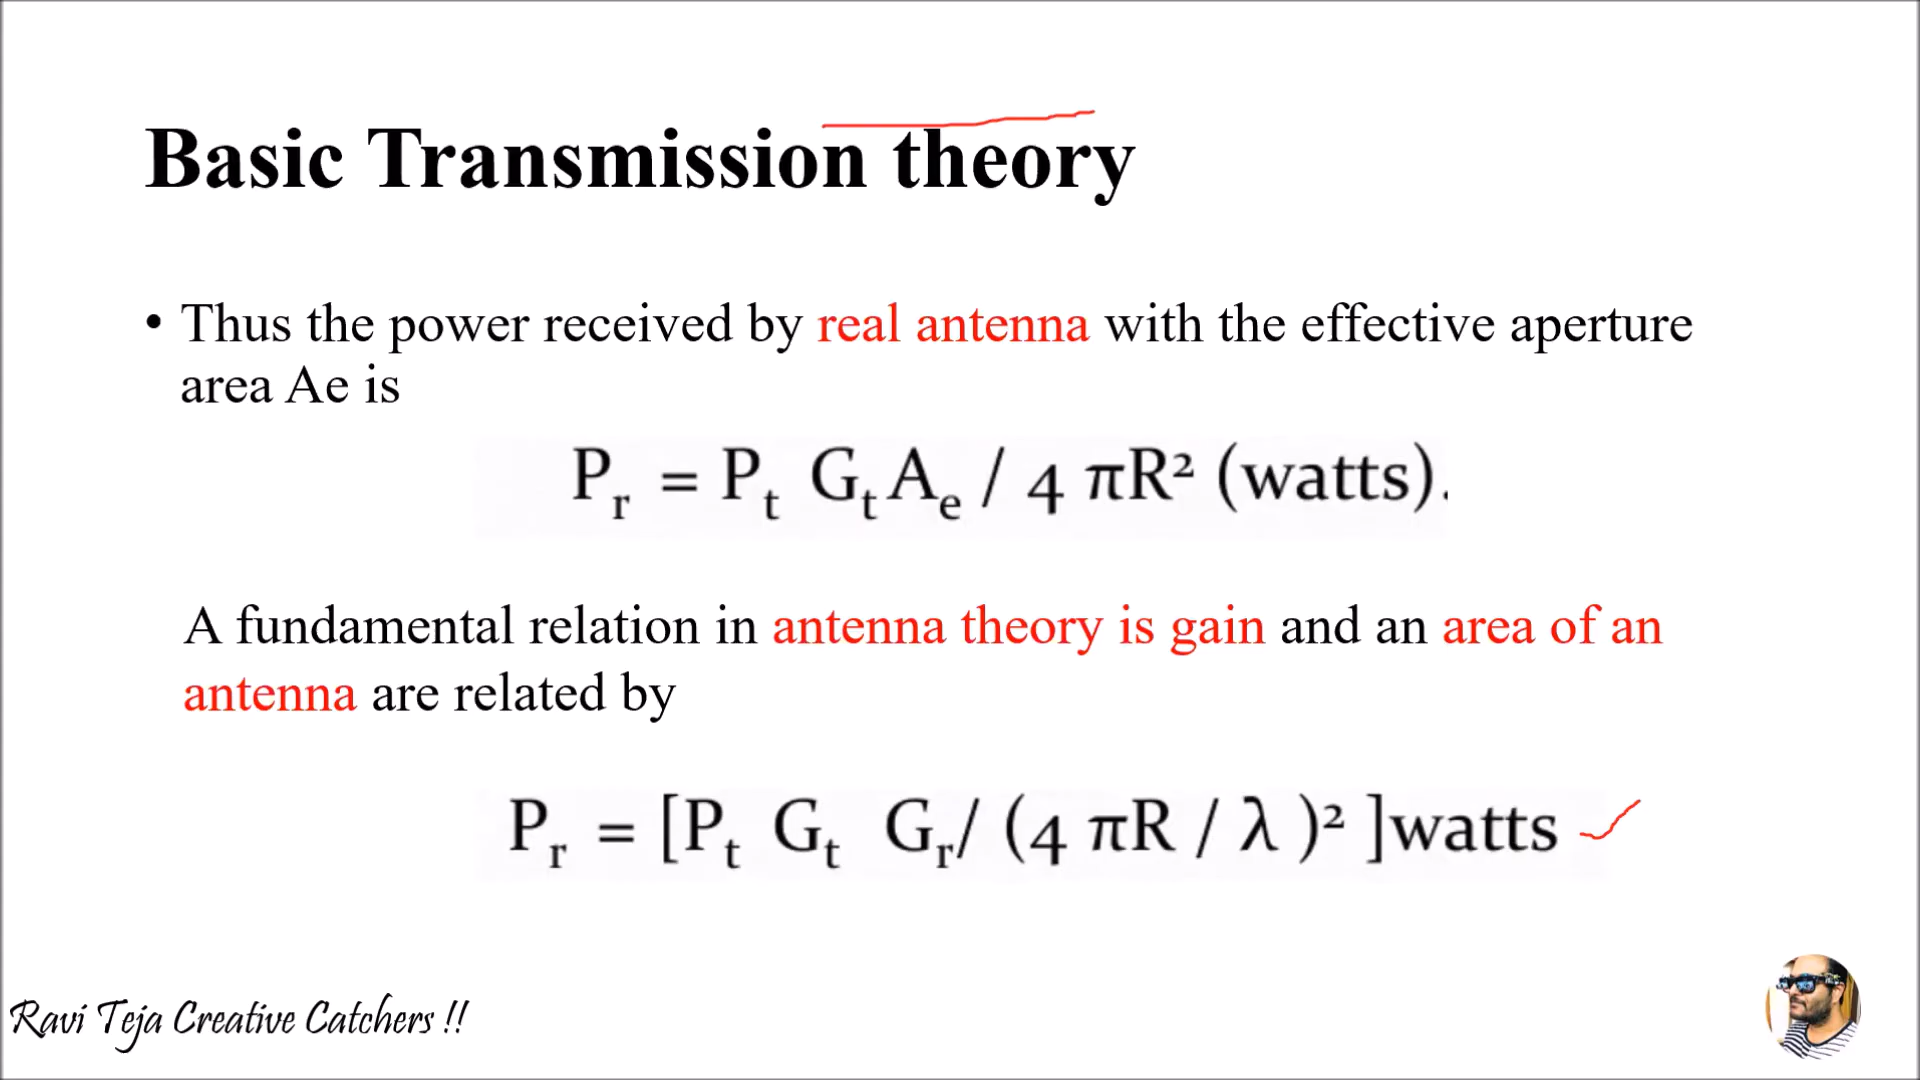 Basic Transmission theory
• Thus the power received by real antenna with the effective aperture
area Ae is
Pᵣ = Pₜ GₜAₑ / 4 πR² (watts).
A fundamental relation in antenna theory is gain and an area of an
antenna are related by
Pᵣ = [Pₜ Gₜ Gᵣ/ (4 πR / λ )² ]watts
Ravi Teja Creative Catchers !!